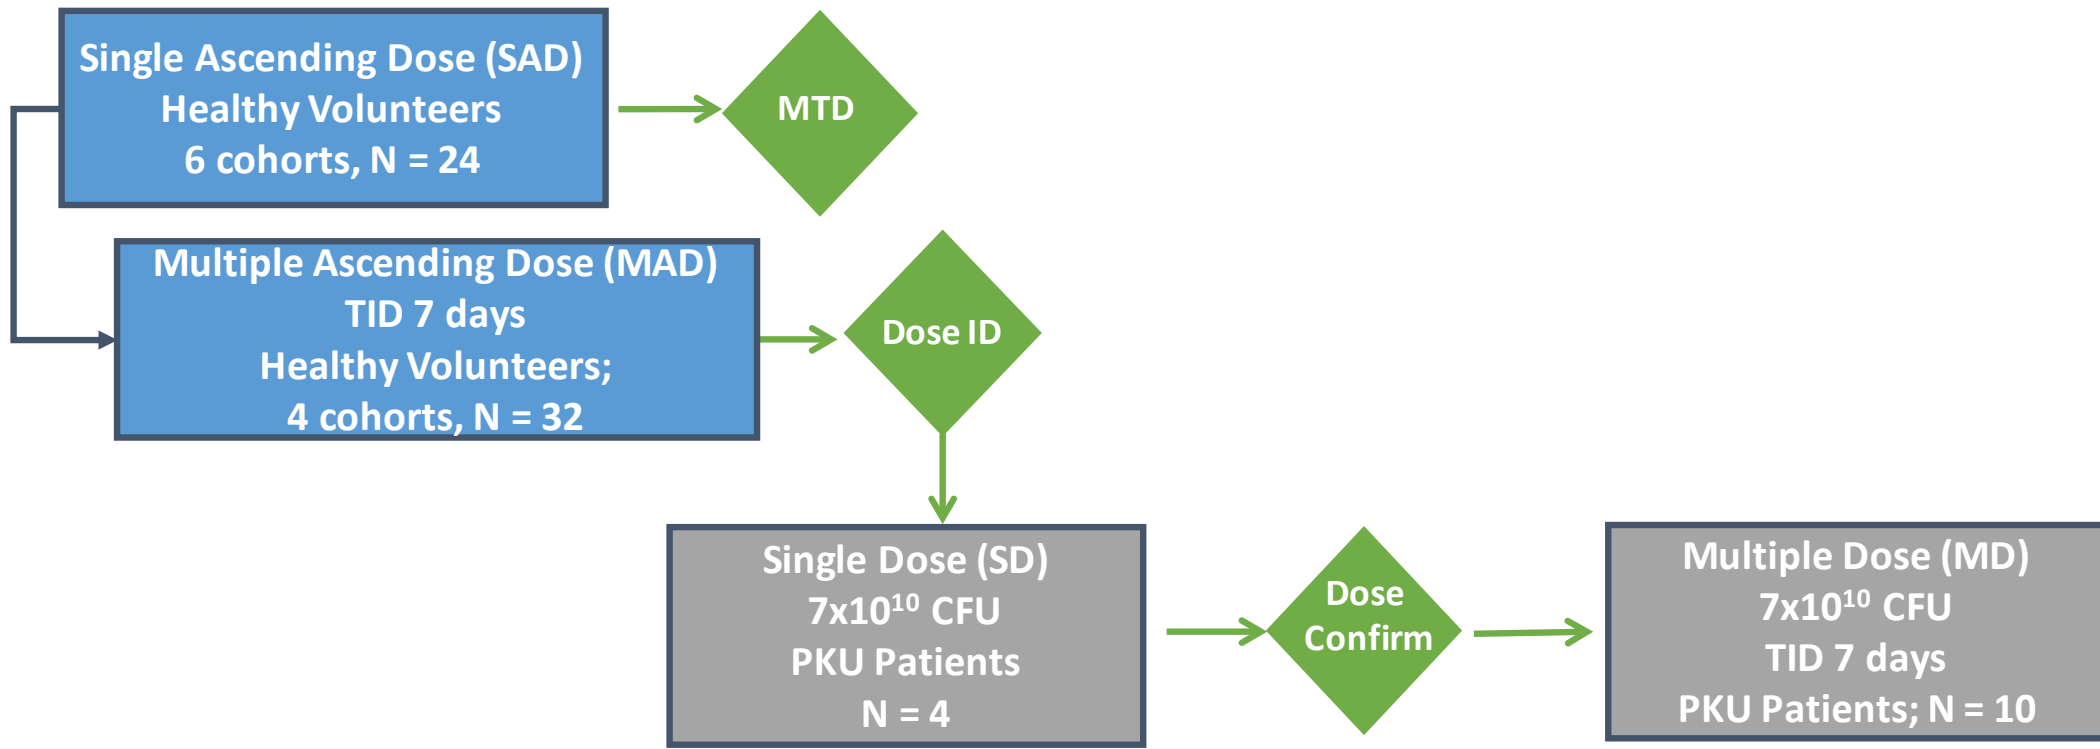 Single Ascending Dose (SAD)
Healthy Volunteers
6 cohorts, N = 24
MTD
Multiple Ascending Dose (MAD)
TID 7 days
Healthy Volunteers;
4 cohorts, N = 32
Dose ID
Single Dose (SD)
7x10¹⁰ CFU
PKU Patients
N = 4
Dose
Confirm
Multiple Dose (MD)
7x10¹⁰ CFU
TID 7 days
PKU Patients; N = 10